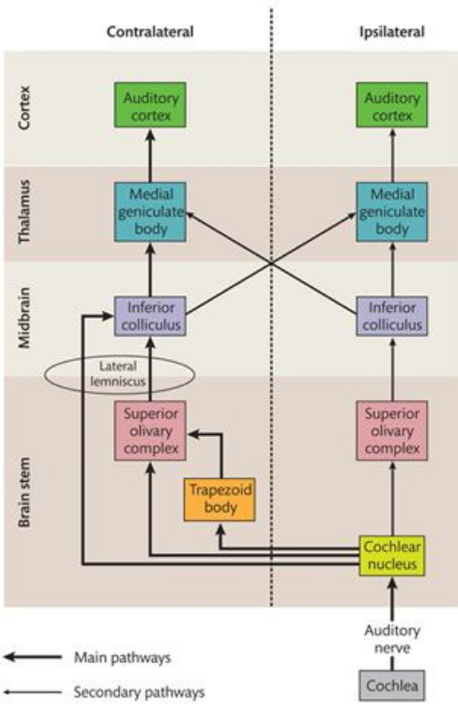 Contralateral
Ipsilateral
Cortex
Auditory
cortex
Auditory
cortex
Thalamus
Medial
geniculate
body
Medial
geniculate
body
Midbrain
Inferior
colliculus
Inferior
colliculus
Lateral
lemniscus
Brain stem
Superior
olivary
complex
Superior
olivary
complex
Trapezoid
body
Cochlear
nucleus
Auditory
nerve
Cochlea
Main pathways
Secondary pathways